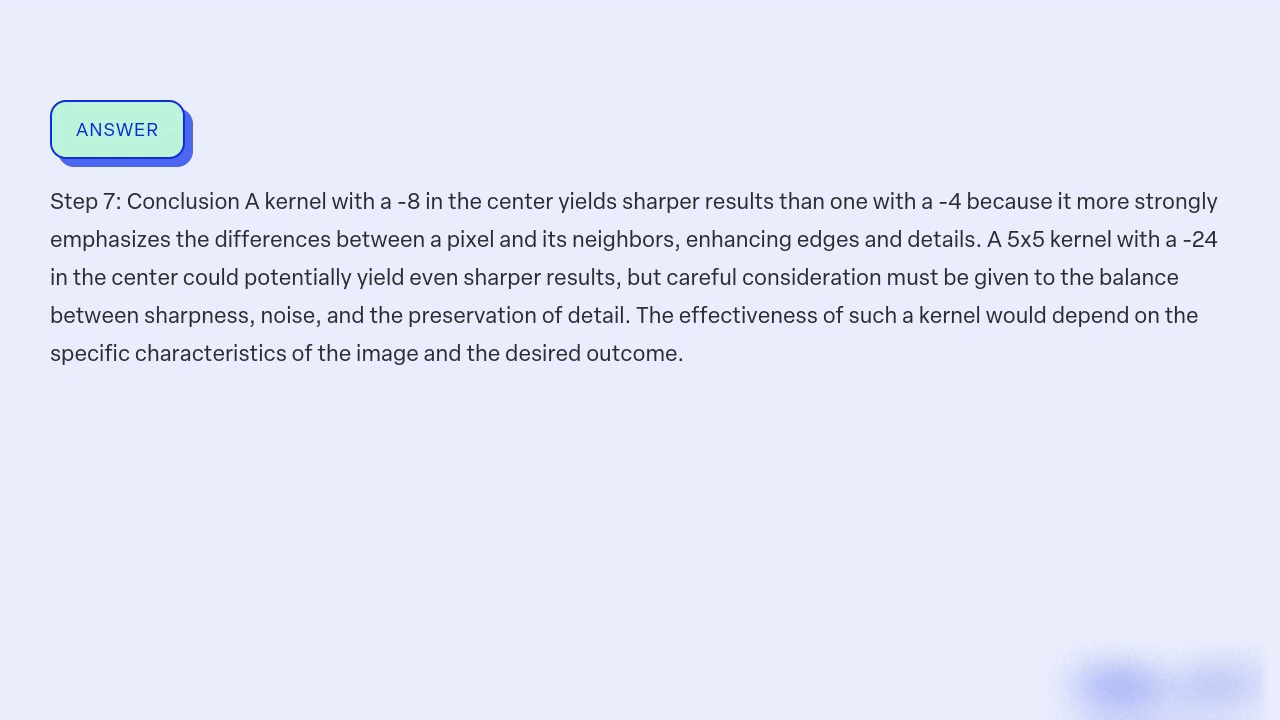 ANSWER
Step 7: Conclusion A kernel with a -8 in the center yields sharper results than one with a -4 because it more strongly
emphasizes the differences between a pixel and its neighbors, enhancing edges and details. A 5x5 kernel with a -24
in the center could potentially yield even sharper results, but careful consideration must be given to the balance
between sharpness, noise, and the preservation of detail. The effectiveness of such a kernel would depend on the
specific characteristics of the image and the desired outcome.